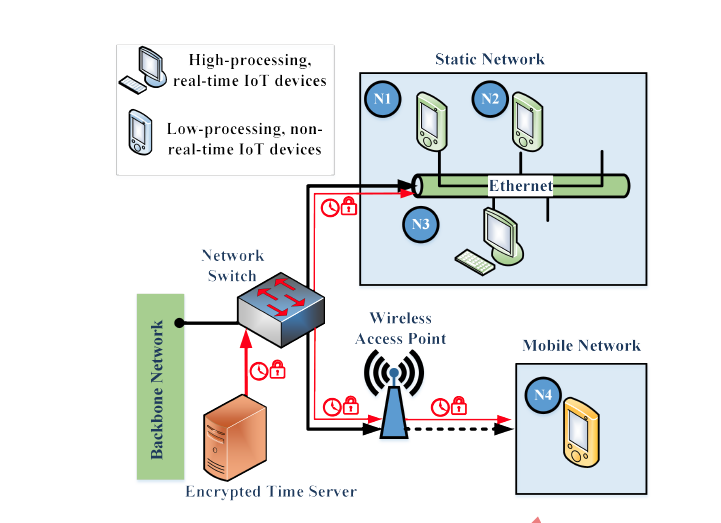 High-processing,
real-time IoT devices
Low-processing, non-
real-time IoT devices
Static Network
N1
N2
Ethernet
N3
Network
Switch
Backbone Network
Wireless
Access Point
Mobile Network
N4
Encrypted Time Server